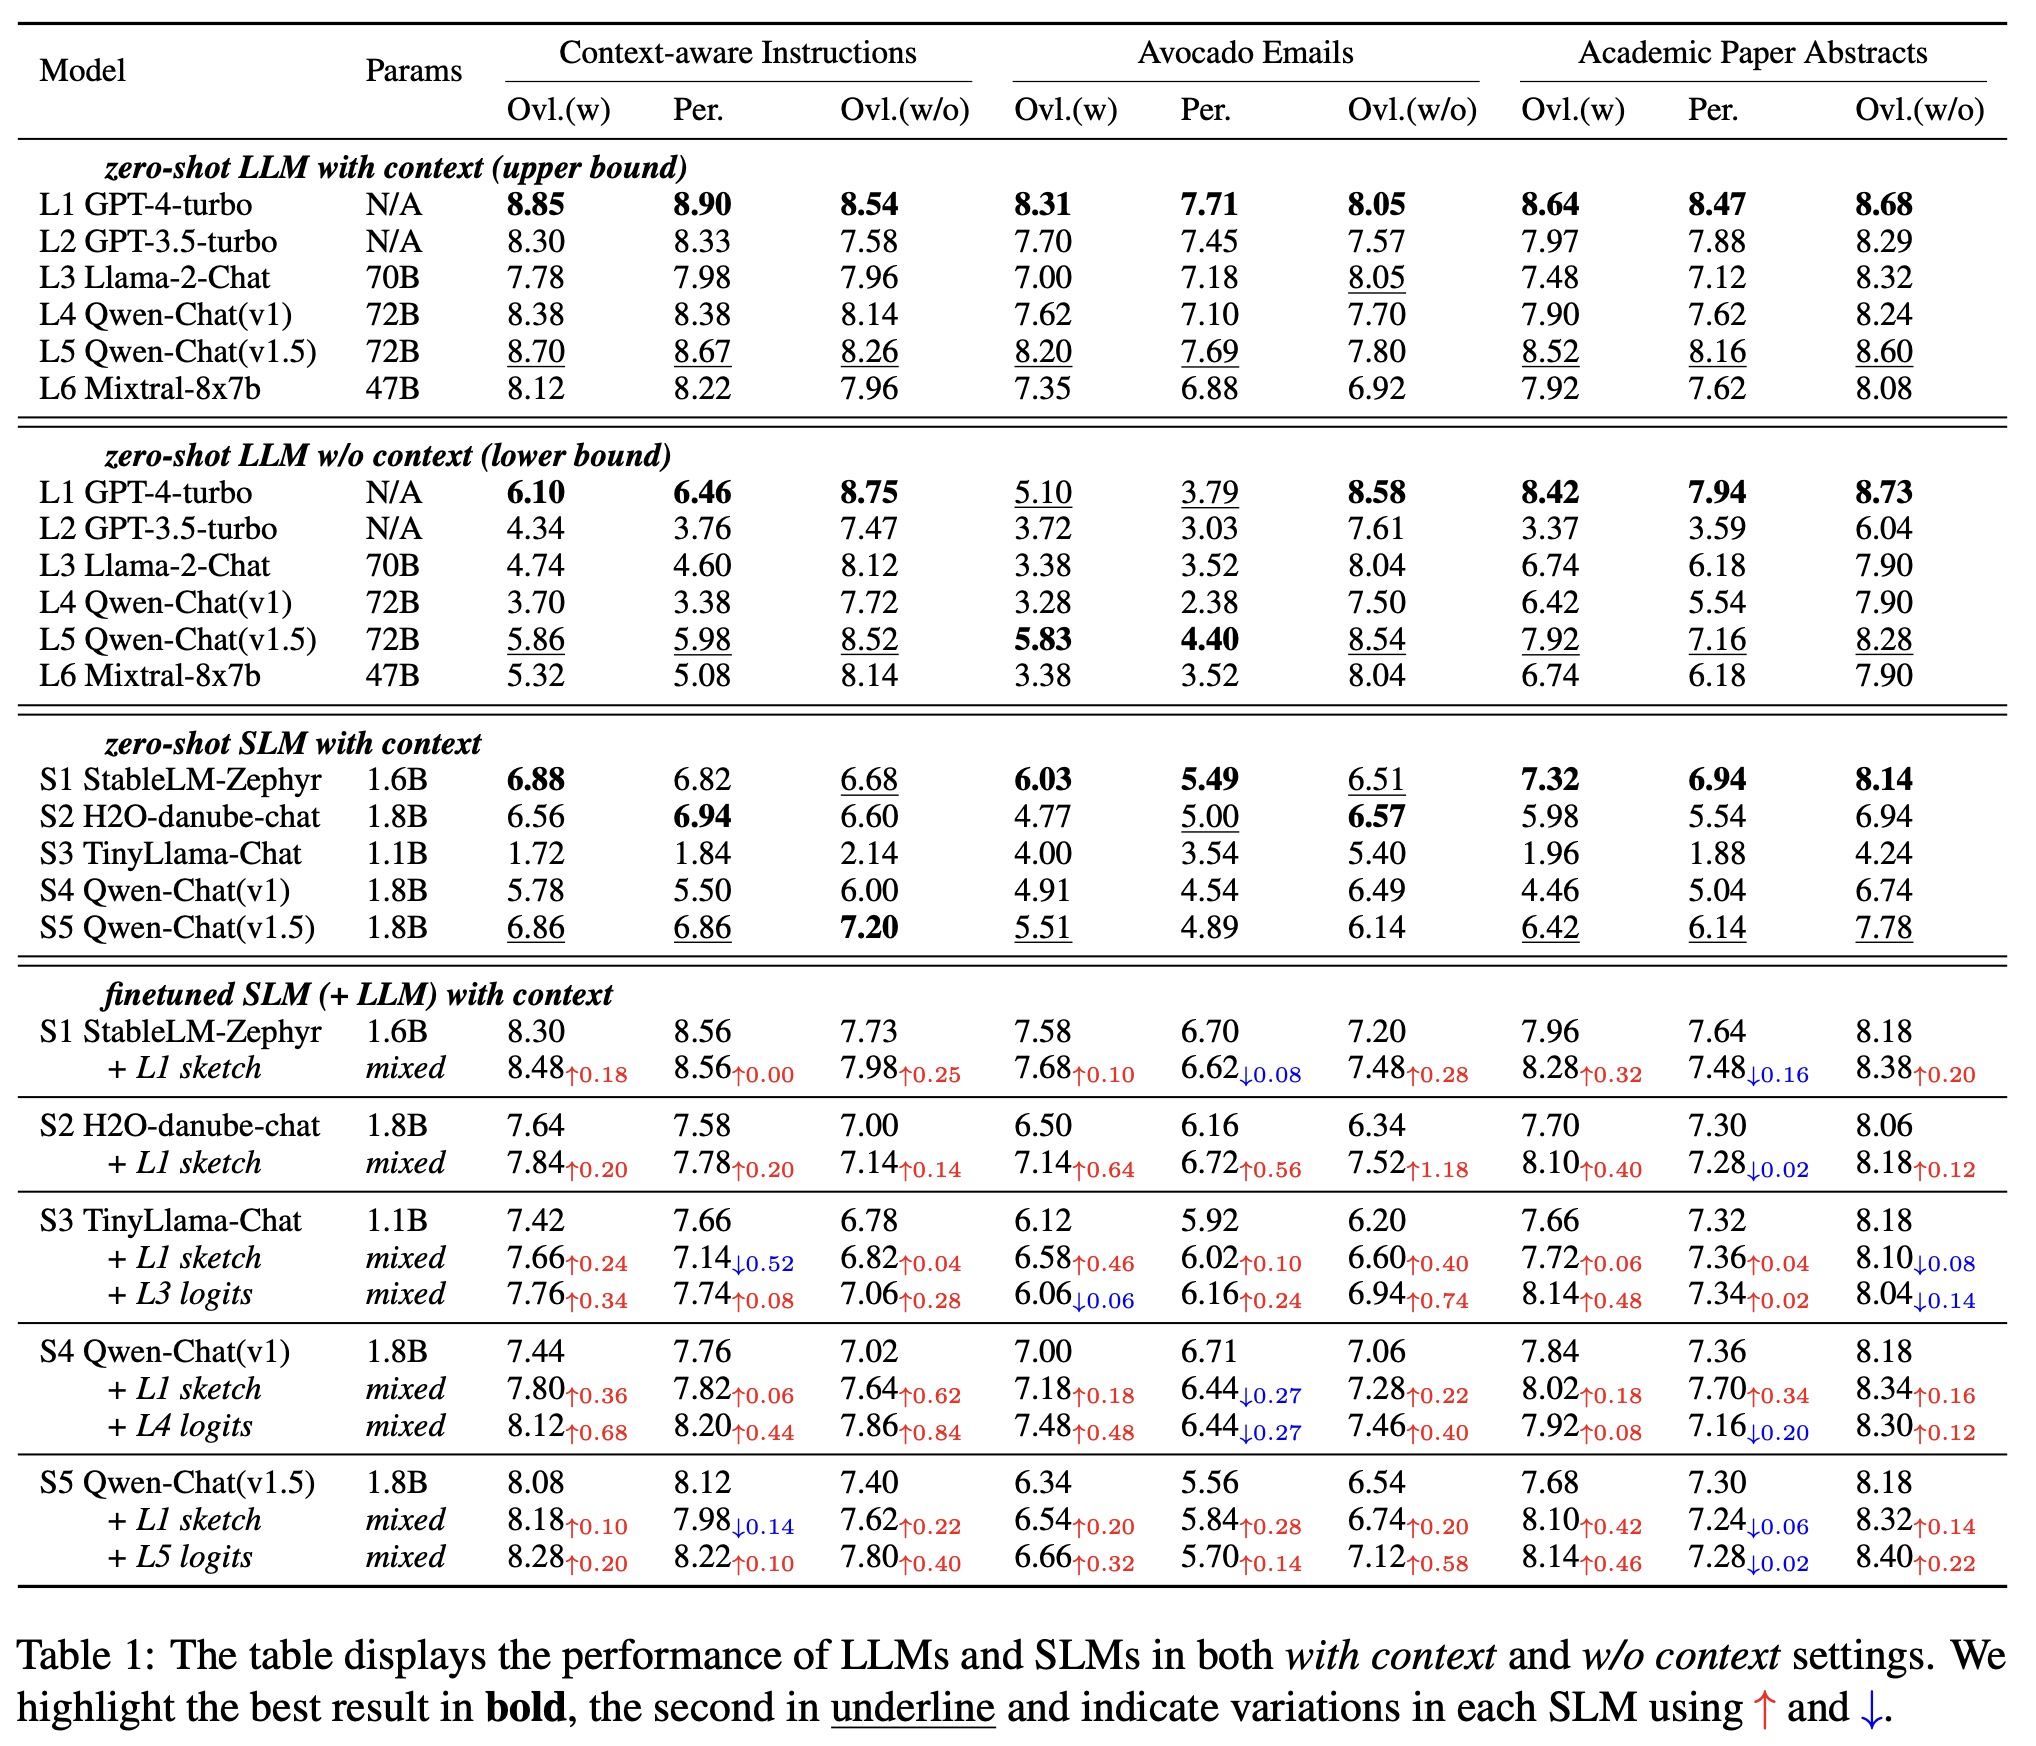 Model Params Context-aware Instructions Avocado Emails Academic Paper Abstracts
Ovl.(w) Per. Ovl.(w/o) Ovl.(w) Per. Ovl.(w/o) Ovl.(w) Per. Ovl.(w/o)
zero-shot LLM with context (upper bound)
L1 GPT-4-turbo N/A 8.85 8.90 8.54 8.31 7.71 8.05 8.64 8.47 8.68
L2 GPT-3.5-turbo N/A 8.30 8.33 7.58 7.70 7.45 7.57 7.97 7.88 8.29
L3 Llama-2-Chat 70B 7.78 7.98 7.96 7.00 7.18 8.05 7.48 7.12 8.32
L4 Qwen-Chat(v1) 72B 8.38 8.38 8.14 7.62 7.10 7.70 7.90 7.62 8.24
L5 Qwen-Chat(v1.5) 72B 8.70 8.67 8.26 8.20 7.69 7.80 8.52 8.16 8.60
L6 Mixtral-8x7b 47B 8.12 8.22 7.96 7.35 6.88 6.92 7.92 7.62 8.08
zero-shot LLM w/o context (lower bound)
L1 GPT-4-turbo N/A 6.10 6.46 8.75 5.10 3.79 8.58 8.42 7.94 8.73
L2 GPT-3.5-turbo N/A 4.34 3.76 7.47 3.72 3.03 7.61 3.37 3.59 6.04
L3 Llama-2-Chat 70B 4.74 4.60 8.12 3.38 3.52 8.04 6.74 6.18 7.90
L4 Qwen-Chat(v1) 72B 3.70 3.38 7.72 3.28 2.38 7.50 6.42 5.54 7.90
L5 Qwen-Chat(v1.5) 72B 5.86 5.98 8.52 5.83 4.40 8.54 7.92 7.16 8.28
L6 Mixtral-8x7b 47B 5.32 5.08 8.14 3.38 3.52 8.04 6.74 6.18 7.90
zero-shot SLM with context
S1 StableLM-Zephyr 1.6B 6.88 6.82 6.68 6.03 5.49 6.51 7.32 6.94 8.14
S2 H2O-danube-chat 1.8B 6.56 6.94 6.60 4.77 5.00 6.57 5.98 5.54 6.94
S3 TinyLlama-Chat 1.1B 1.72 1.84 2.14 4.00 3.54 5.40 1.96 1.88 4.24
S4 Qwen-Chat(v1) 1.8B 5.78 5.50 6.00 4.91 4.54 6.49 4.46 5.04 6.74
S5 Qwen-Chat(v1.5) 1.8B 6.86 6.86 7.20 5.51 4.89 6.14 6.42 6.14 7.78
finetuned SLM (+ LLM) with context
S1 StableLM-Zephyr 1.6B 8.30 8.56 7.73 7.58 6.70 7.20 7.96 7.64 8.18
+ L1 sketch mixed 8.48↑0.18 8.56↑0.00 7.98↑0.25 7.68↑0.10 6.62↓0.08 7.48↑0.28 8.28↑0.32 7.48↓0.16 8.38↑0.20
S2 H2O-danube-chat 1.8B 7.64 7.58 7.00 6.50 6.16 6.34 7.70 7.30 8.06
+ L1 sketch mixed 7.84↑0.20 7.78↑0.20 7.14↑0.14 7.14↑0.64 6.72↑0.56 7.52↑1.18 8.10↑0.40 7.28↓0.02 8.18↑0.12
S3 TinyLlama-Chat 1.1B 7.42 7.66 6.78 6.12 5.92 6.20 7.66 7.32 8.18
+ L1 sketch mixed 7.66↑0.24 7.14↓0.52 6.82↑0.04 6.58↑0.46 6.02↑0.10 6.60↑0.40 7.72↑0.06 7.36↑0.04 8.10↓0.08
+ L3 logits mixed 7.76↑0.34 7.74↑0.08 7.06↑0.28 6.06↓0.06 6.16↑0.24 6.94↑0.74 8.14↑0.48 7.34↑0.02 8.04↓0.14
S4 Qwen-Chat(v1) 1.8B 7.44 7.76 7.02 7.00 6.71 7.06 7.84 7.36 8.18
+ L1 sketch mixed 7.80↑0.36 7.82↑0.06 7.64↑0.62 7.18↑0.18 6.44↓0.27 7.28↑0.22 8.02↑0.18 7.70↑0.34 8.34↑0.16
+ L4 logits mixed 8.12↑0.68 8.20↑0.44 7.86↑0.84 7.48↑0.48 6.44↓0.27 7.46↑0.40 7.92↑0.08 7.16↓0.20 8.30↑0.12
S5 Qwen-Chat(v1.5) 1.8B 8.08 8.12 7.40 6.34 5.56 6.54 7.68 7.30 8.18
+ L1 sketch mixed 8.18↑0.10 7.98↓0.14 7.62↑0.22 6.54↑0.20 5.84↑0.28 6.74↑0.20 8.10↑0.42 7.24↓0.06 8.32↑0.14
+ L5 logits mixed 8.28↑0.20 8.22↑0.10 7.80↑0.40 6.66↑0.32 5.70↑0.14 7.12↑0.58 8.14↑0.46 7.28↓0.02 8.40↑0.22
Table 1: The table displays the performance of LLMs and SLMs in both with context and w/o context settings. We
highlight the best result in bold, the second in underline and indicate variations in each SLM using ↑ and ↓.